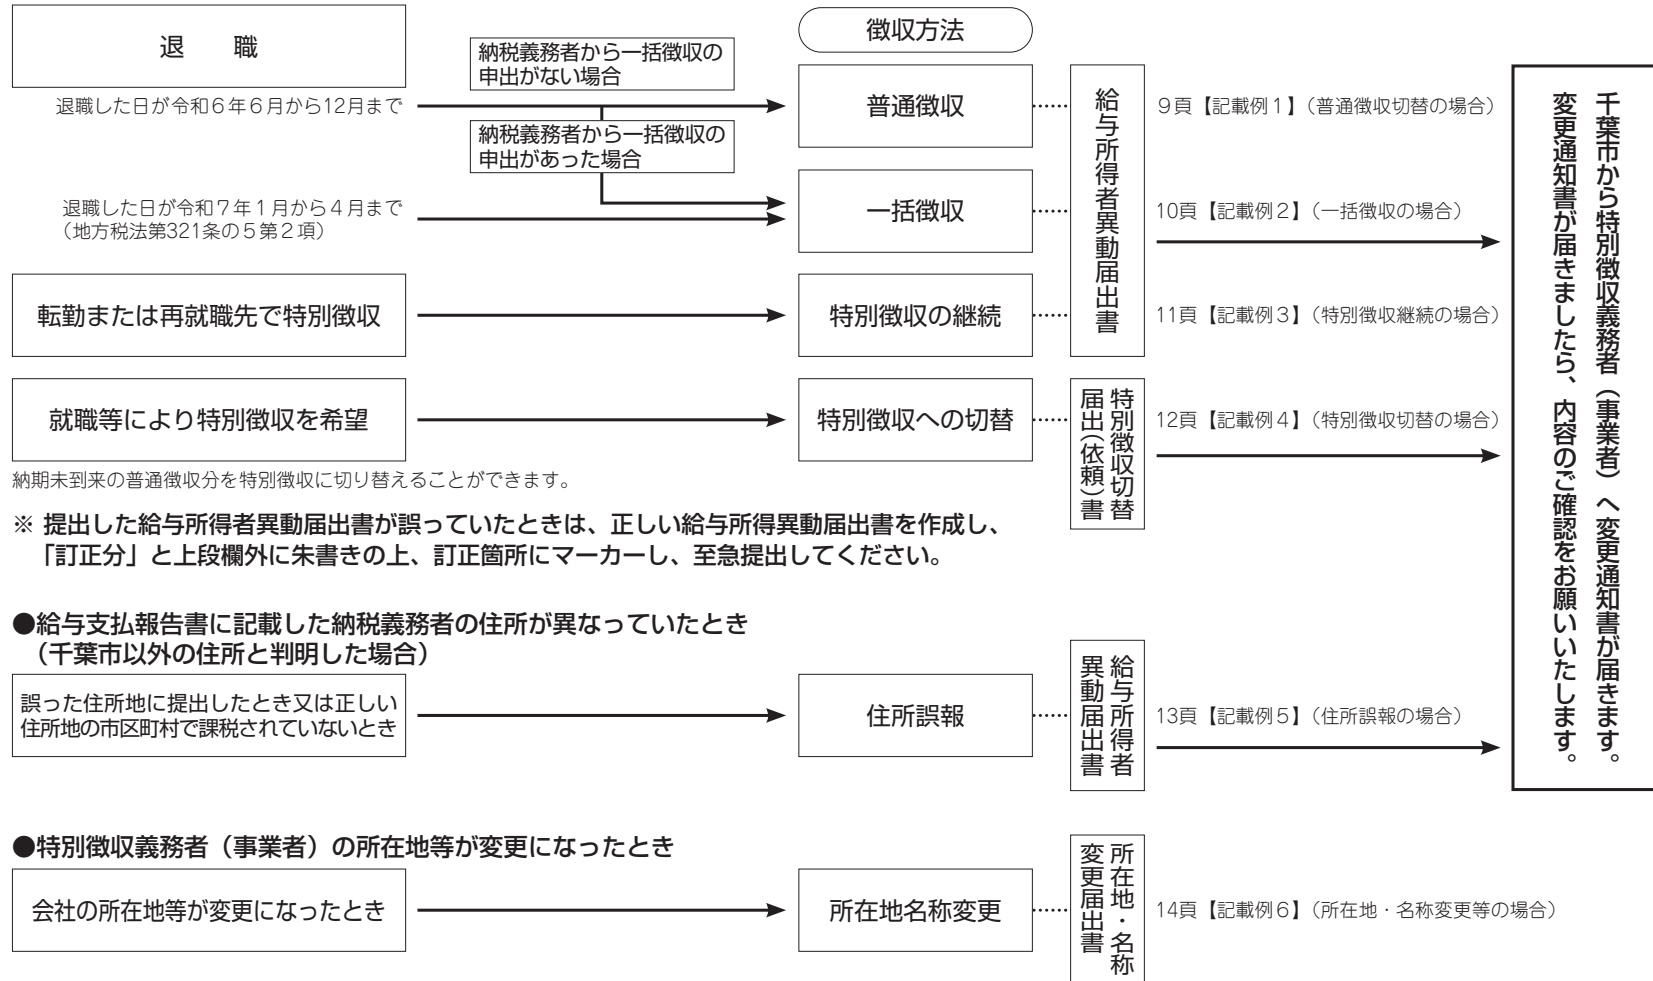 退　職
徴収方法
納税義務者から一括徴収の
申出がない場合
退職した日が令和６年６月から12月まで
普通徴収
９頁【記載例１】（普通徴収切替の場合）
納税義務者から一括徴収の
申出があった場合
退職した日が令和７年１月から４月まで
（地方税法第321条の５第２項）
一括徴収
給与所得者異動届出書
10頁【記載例２】（一括徴収の場合）
転勤または再就職先で特別徴収
特別徴収の継続
11頁【記載例３】（特別徴収継続の場合）
就職等により特別徴収を希望
特別徴収への切替
特別徴収切替
届出（依頼）書
12頁【記載例４】（特別徴収切替の場合）
納期未到来の普通徴収分を特別徴収に切り替えることができます。
千葉市から特別徴収義務者（事業者）へ変更通知書が届きます。
変更通知書が届きましたら、内容のご確認をお願いいたします。
※ 提出した給与所得者異動届出書が誤っていたときは、正しい給与所得異動届出書を作成し、
「訂正分」と上段欄外に朱書きの上、訂正箇所にマーカーし、至急提出してください。
●給与支払報告書に記載した納税義務者の住所が異なっていたとき
（千葉市以外の住所と判明した場合）
誤った住所地に提出したとき又は正しい
住所地の市区町村で課税されていないとき
住所誤報
給与所得者
異動届出書
13頁【記載例５】（住所誤報の場合）
●特別徴収義務者（事業者）の所在地等が変更になったとき
会社の所在地等が変更になったとき
所在地名称変更
所在地・名称
変更届出書
14頁【記載例６】（所在地・名称変更等の場合）